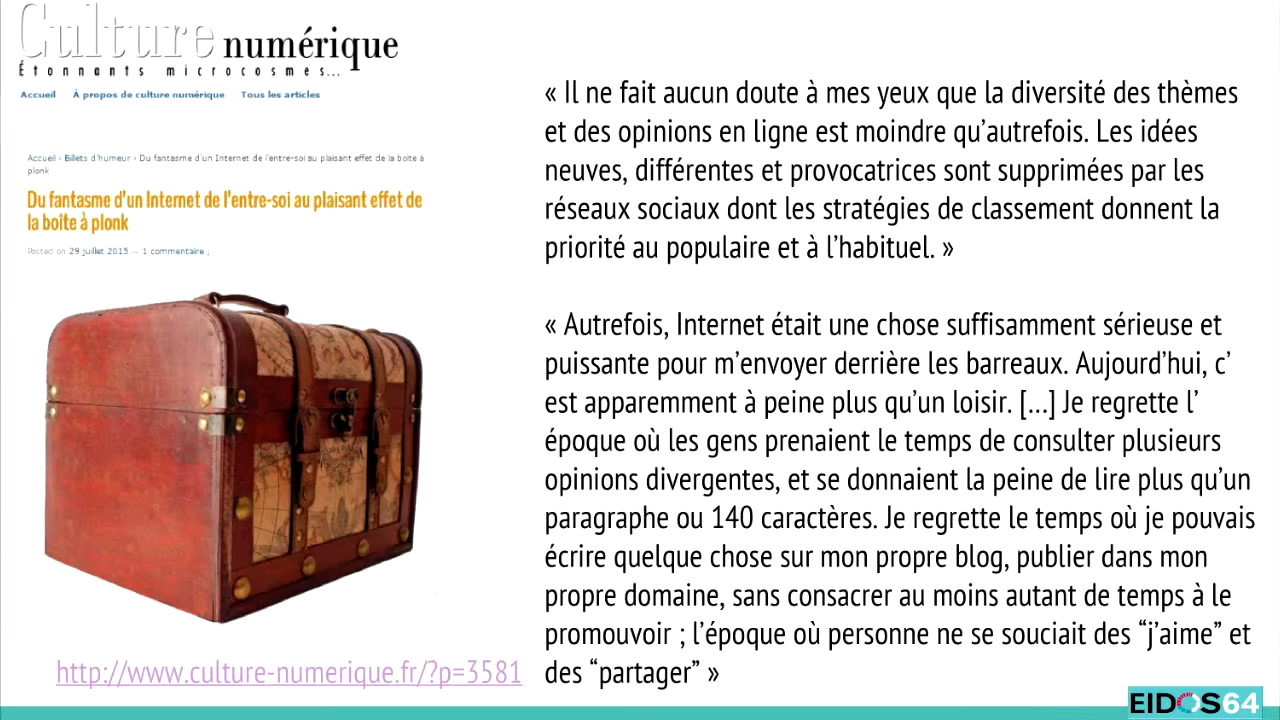 Culture numérique
Étonnants microcosmes...
Accueil À propos de culture numérique Tous les articles
Accueil › Billets d'humeur › Du fantasme d'un Internet de l'entre-soi au plaisant effet de la boite à
plonk
Du fantasme d'un Internet de l'entre-soi au plaisant effet de
la boite à plonk
Posted on 29 juillet 2015 — 1 commentaire ↓
http://www.culture-numerique.fr/?p=3581
« Il ne fait aucun doute à mes yeux que la diversité des thèmes
et des opinions en ligne est moindre qu’autrefois. Les idées
neuves, différentes et provocatrices sont supprimées par les
réseaux sociaux dont les stratégies de classement donnent la
priorité au populaire et à l’habituel. »
« Autrefois, Internet était une chose suffisamment sérieuse et
puissante pour m’envoyer derrière les barreaux. Aujourd’hui, c’
est apparemment à peine plus qu’un loisir. [...] Je regrette l’
époque où les gens prenaient le temps de consulter plusieurs
opinions divergentes, et se donnaient la peine de lire plus qu’un
paragraphe ou 140 caractères. Je regrette le temps où je pouvais
écrire quelque chose sur mon propre blog, publier dans mon
propre domaine, sans consacrer au moins autant de temps à le
promouvoir ; l’époque où personne ne se souciait des “j’aime” et
des “partager” »
EIDOS64